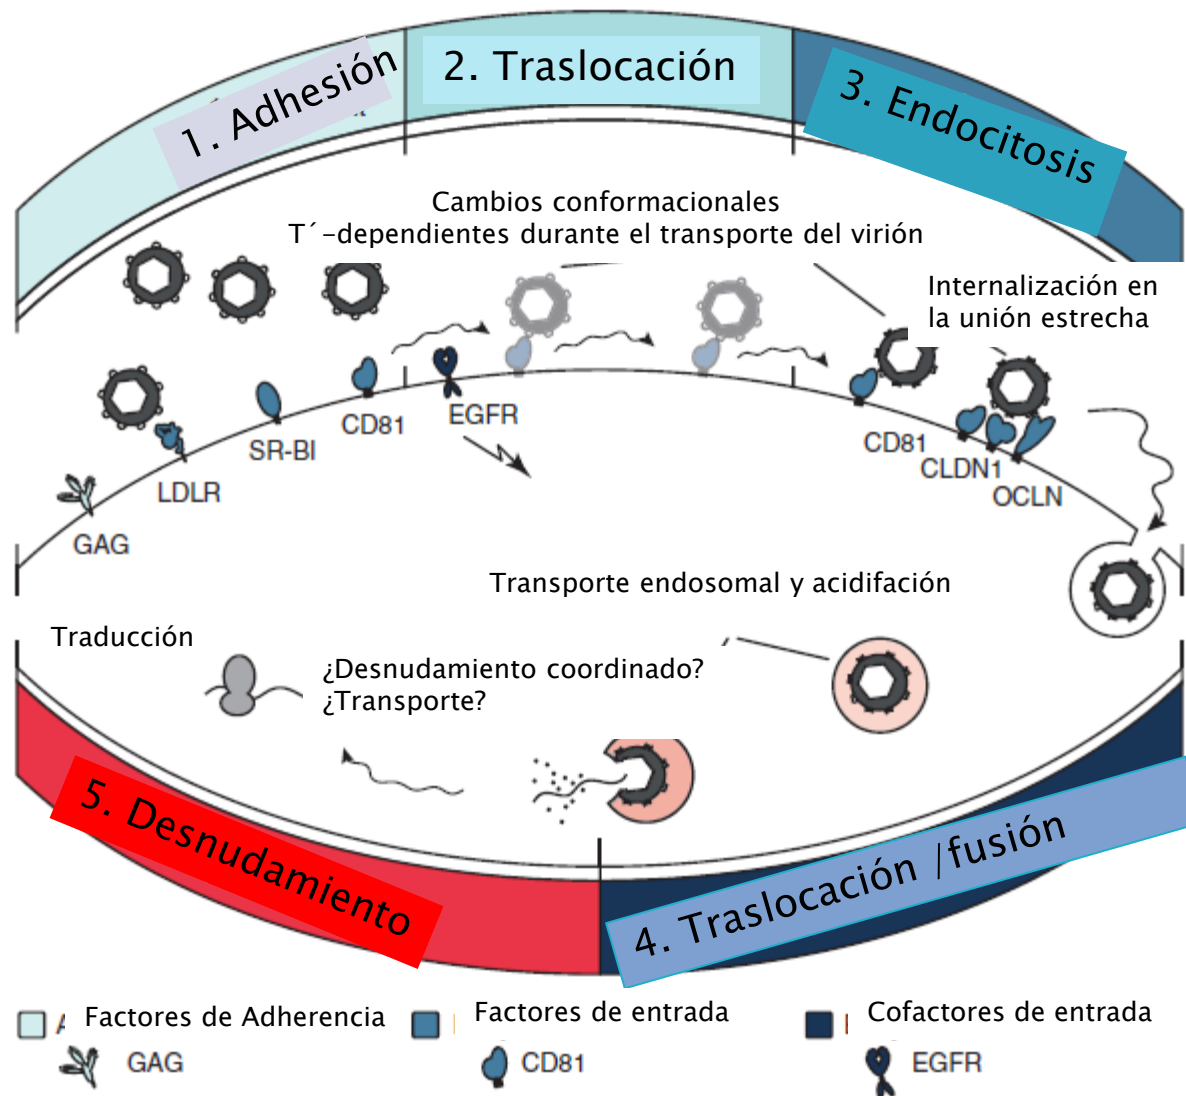 1. Adhesión
2. Traslocación
3. Endocitosis
Cambios conformacionales
T´-dependientes durante el transporte del virión
Internalización en
la unión estrecha
GAG
LDLR
SR-BI
CD81
EGFR
CD81
CLDN1
OCLN
Transporte endosomal y acidifación
Traducción
¿Desnudamiento coordinado?
¿Transporte?
5. Desnudamiento
4. Traslocación /fusión
Factores de Adherencia
Factores de entrada
Cofactores de entrada
GAG
CD81
EGFR